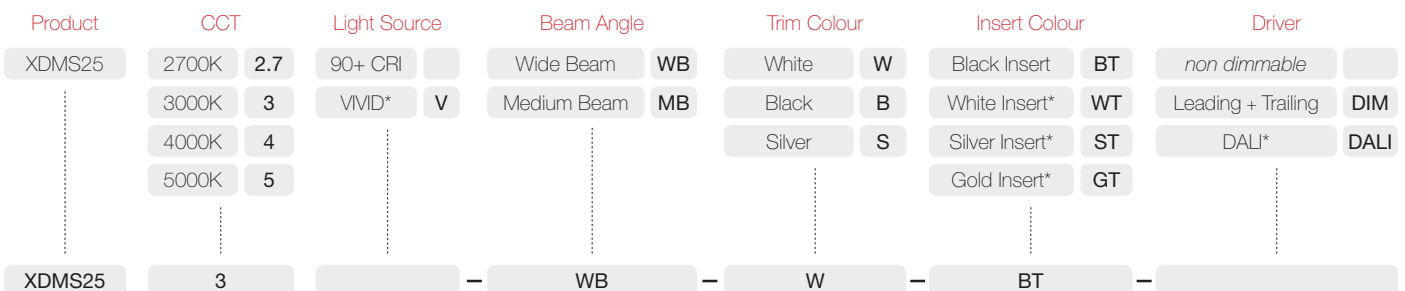 Product CCT Light Source Beam Angle Trim Colour Insert Colour Driver
XDMS25 2700K 2.7 90+ CRI Wide Beam WB White W Black Insert BT non dimmable
3000K 3 VIVID* V Medium Beam MB Black B White Insert* WT Leading + Trailing DIM
4000K 4 Silver S Silver Insert* ST DALI* DALI
5000K 5 Gold Insert* GT
XDMS25 3 – WB – W – BT –